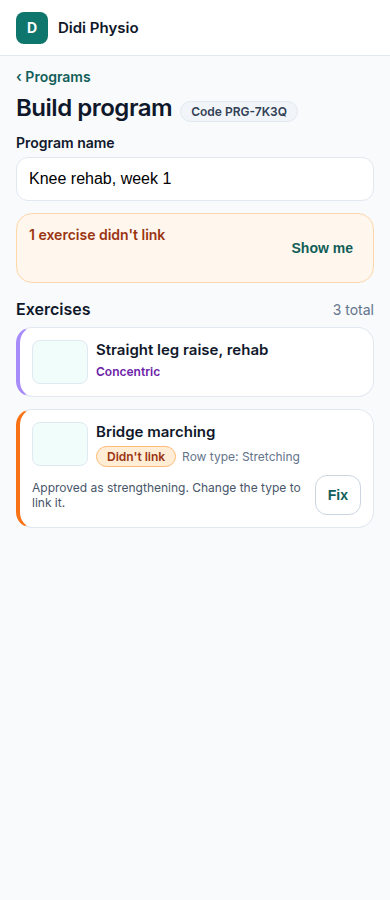 D Didi Physio
‹ Programs
Build program Code PRG-7K3Q
Program name
Knee rehab, week 1
1 exercise didn't link
Show me
Exercises 3 total
Straight leg raise, rehab
Concentric
Bridge marching
Didn't link Row type: Stretching
Approved as strengthening. Change the type to
link it.
Fix